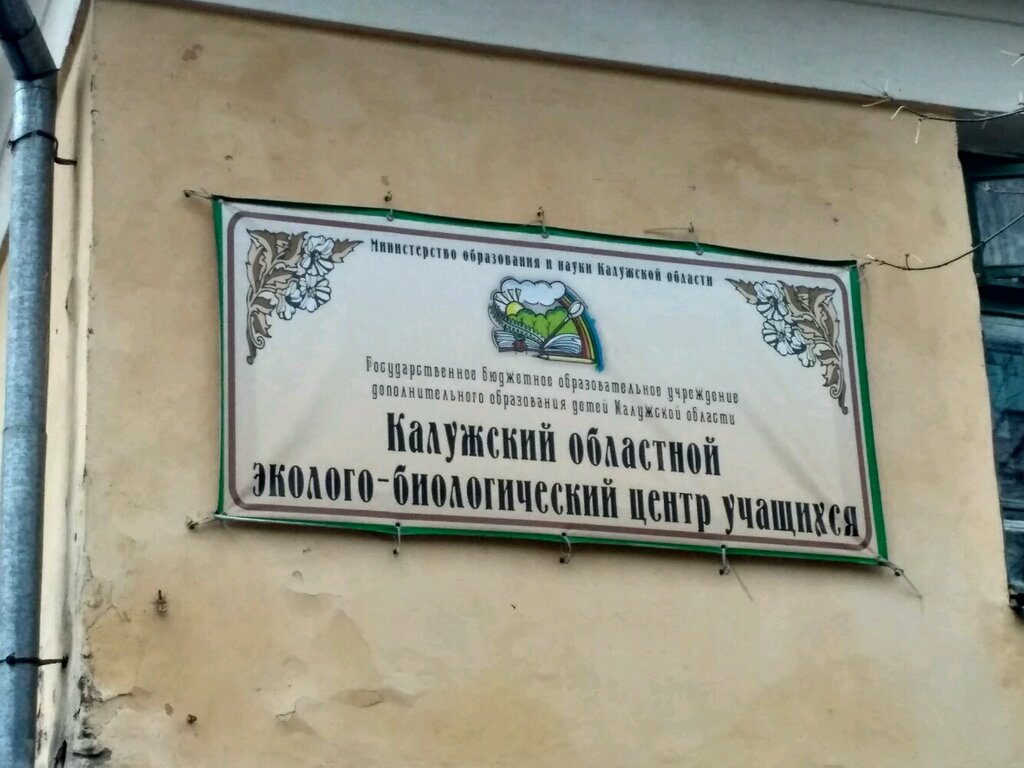 Министерство образования и науки Калужской области
Государственное бюджетное образовательное учреждение
дополнительного образования детей Калужской области
Калужский областной
эколого-биологический центр учащихся